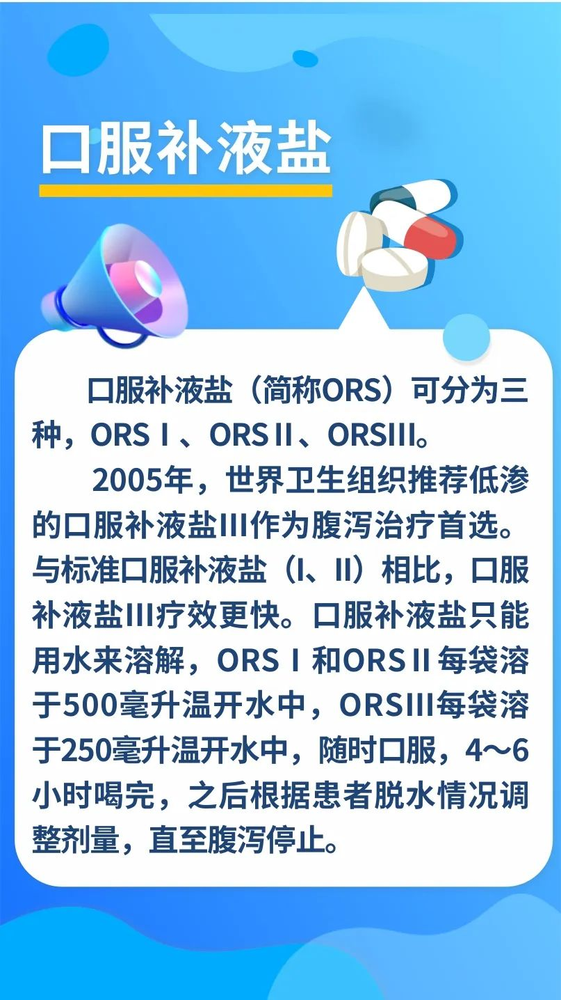 口服补液盐
口服补液盐（简称ORS）可分为三
种，ORSⅠ、ORSⅡ、ORSIII。
2005年，世界卫生组织推荐低渗
的口服补液盐III作为腹泻治疗首选。
与标准口服补液盐（I、II）相比，口服
补液盐III疗效更快。口服补液盐只能
用水来溶解，ORSⅠ和ORSⅡ每袋溶
于500毫升温开水中，ORSIII每袋溶
于250毫升温开水中，随时口服，4～6
小时喝完，之后根据患者脱水情况调
整剂量，直至腹泻停止。